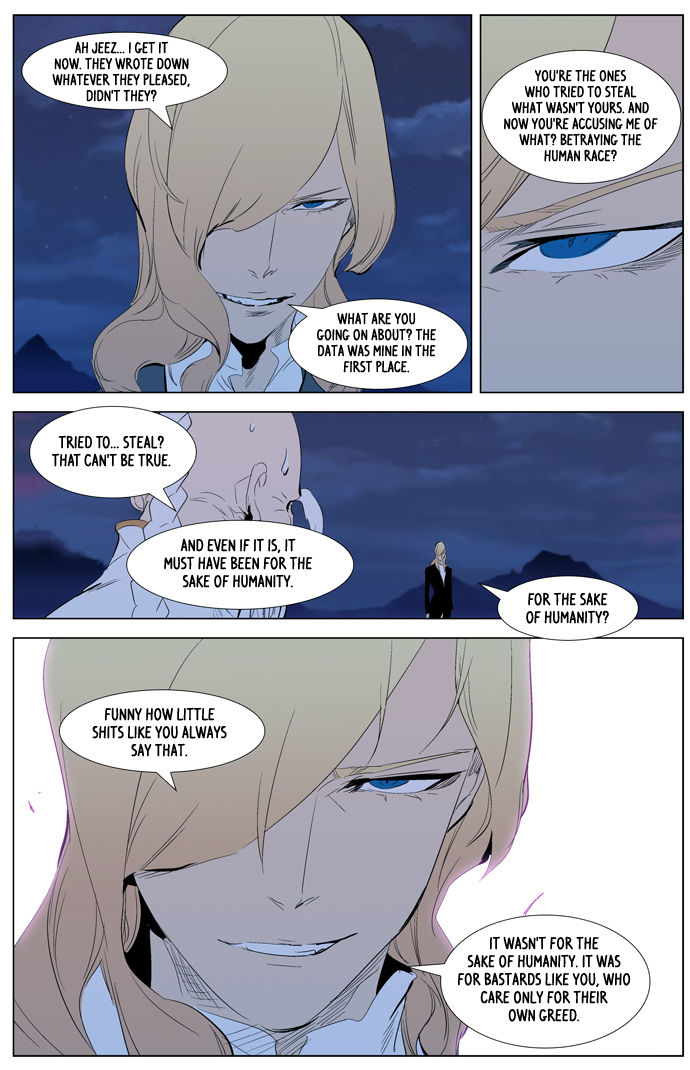 AH JEEZ... I GET IT
NOW. THEY WROTE DOWN
WHATEVER THEY PLEASED,
DIDN'T THEY?
WHAT ARE YOU
GOING ON ABOUT? THE
DATA WAS MINE IN THE
FIRST PLACE.
YOU'RE THE ONES
WHO TRIED TO STEAL
WHAT WASN'T YOURS. AND
NOW YOU'RE ACCUSING ME OF
WHAT? BETRAYING THE
HUMAN RACE?
TRIED TO... STEAL?
THAT CAN'T BE TRUE.
AND EVEN IF IT IS, IT
MUST HAVE BEEN FOR THE
SAKE OF HUMANITY.
FOR THE SAKE
OF HUMANITY?
FUNNY HOW LITTLE
SHITS LIKE YOU ALWAYS
SAY THAT.
IT WASN'T FOR THE
SAKE OF HUMANITY. IT WAS
FOR BASTARDS LIKE YOU, WHO
CARE ONLY FOR THEIR
OWN GREED.